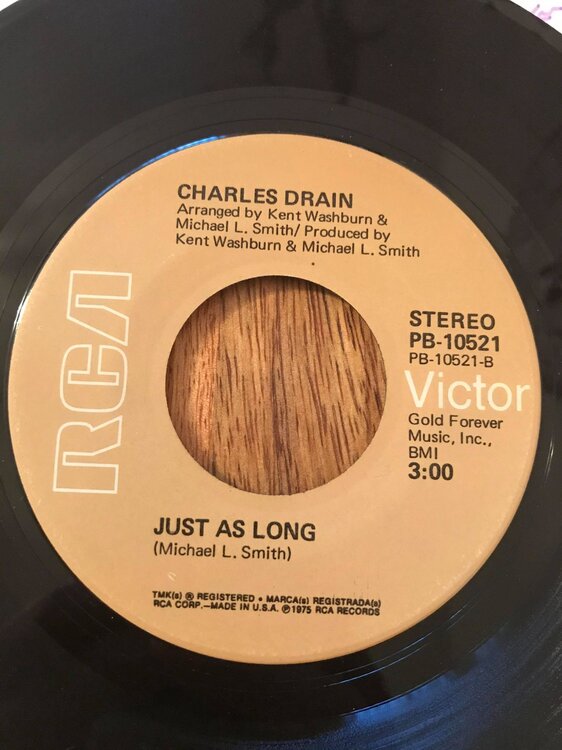 CHARLES DRAIN
Arranged by Kent Washburn &
Michael L. Smith/ Produced by
Kent Washburn & Michael L. Smith
RCA
STEREO
PB-10521
PB-10521-B
Victor
Gold Forever
Music, Inc.,
BMI
3:00
JUST AS LONG
(Michael L. Smith)
TMK(s) ® REGISTERED • MARCA(s) REGISTRADA(s)
RCA CORP.—MADE IN U.S.A. ℗1975 RCA RECORDS